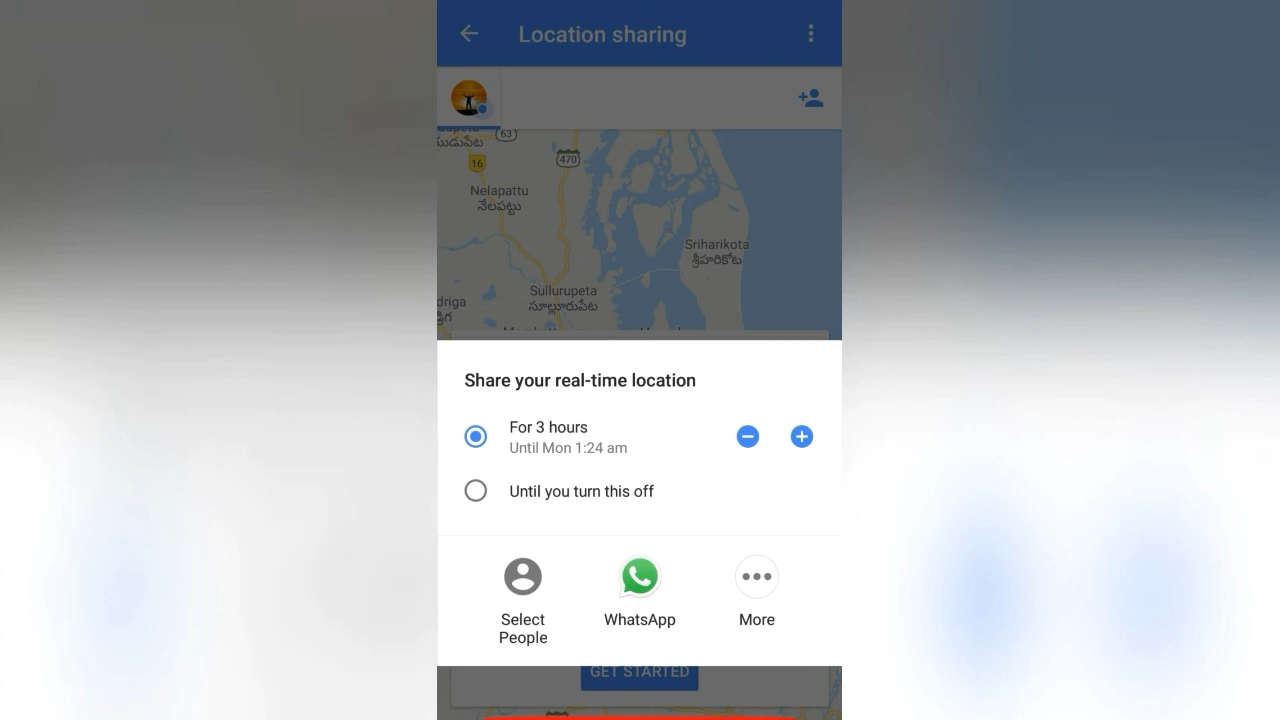 Location sharing
63
సుడుపేట
16
470
Nelapattu
నేలపట్టు
Sriharikota
శ్రీహరికోట
Sullurupeta
సూల్లూరుపేట
driga
Share your real-time location
For 3 hours
Until Mon 1:24 am
Until you turn this off
Select People
WhatsApp
More
GET STARTED